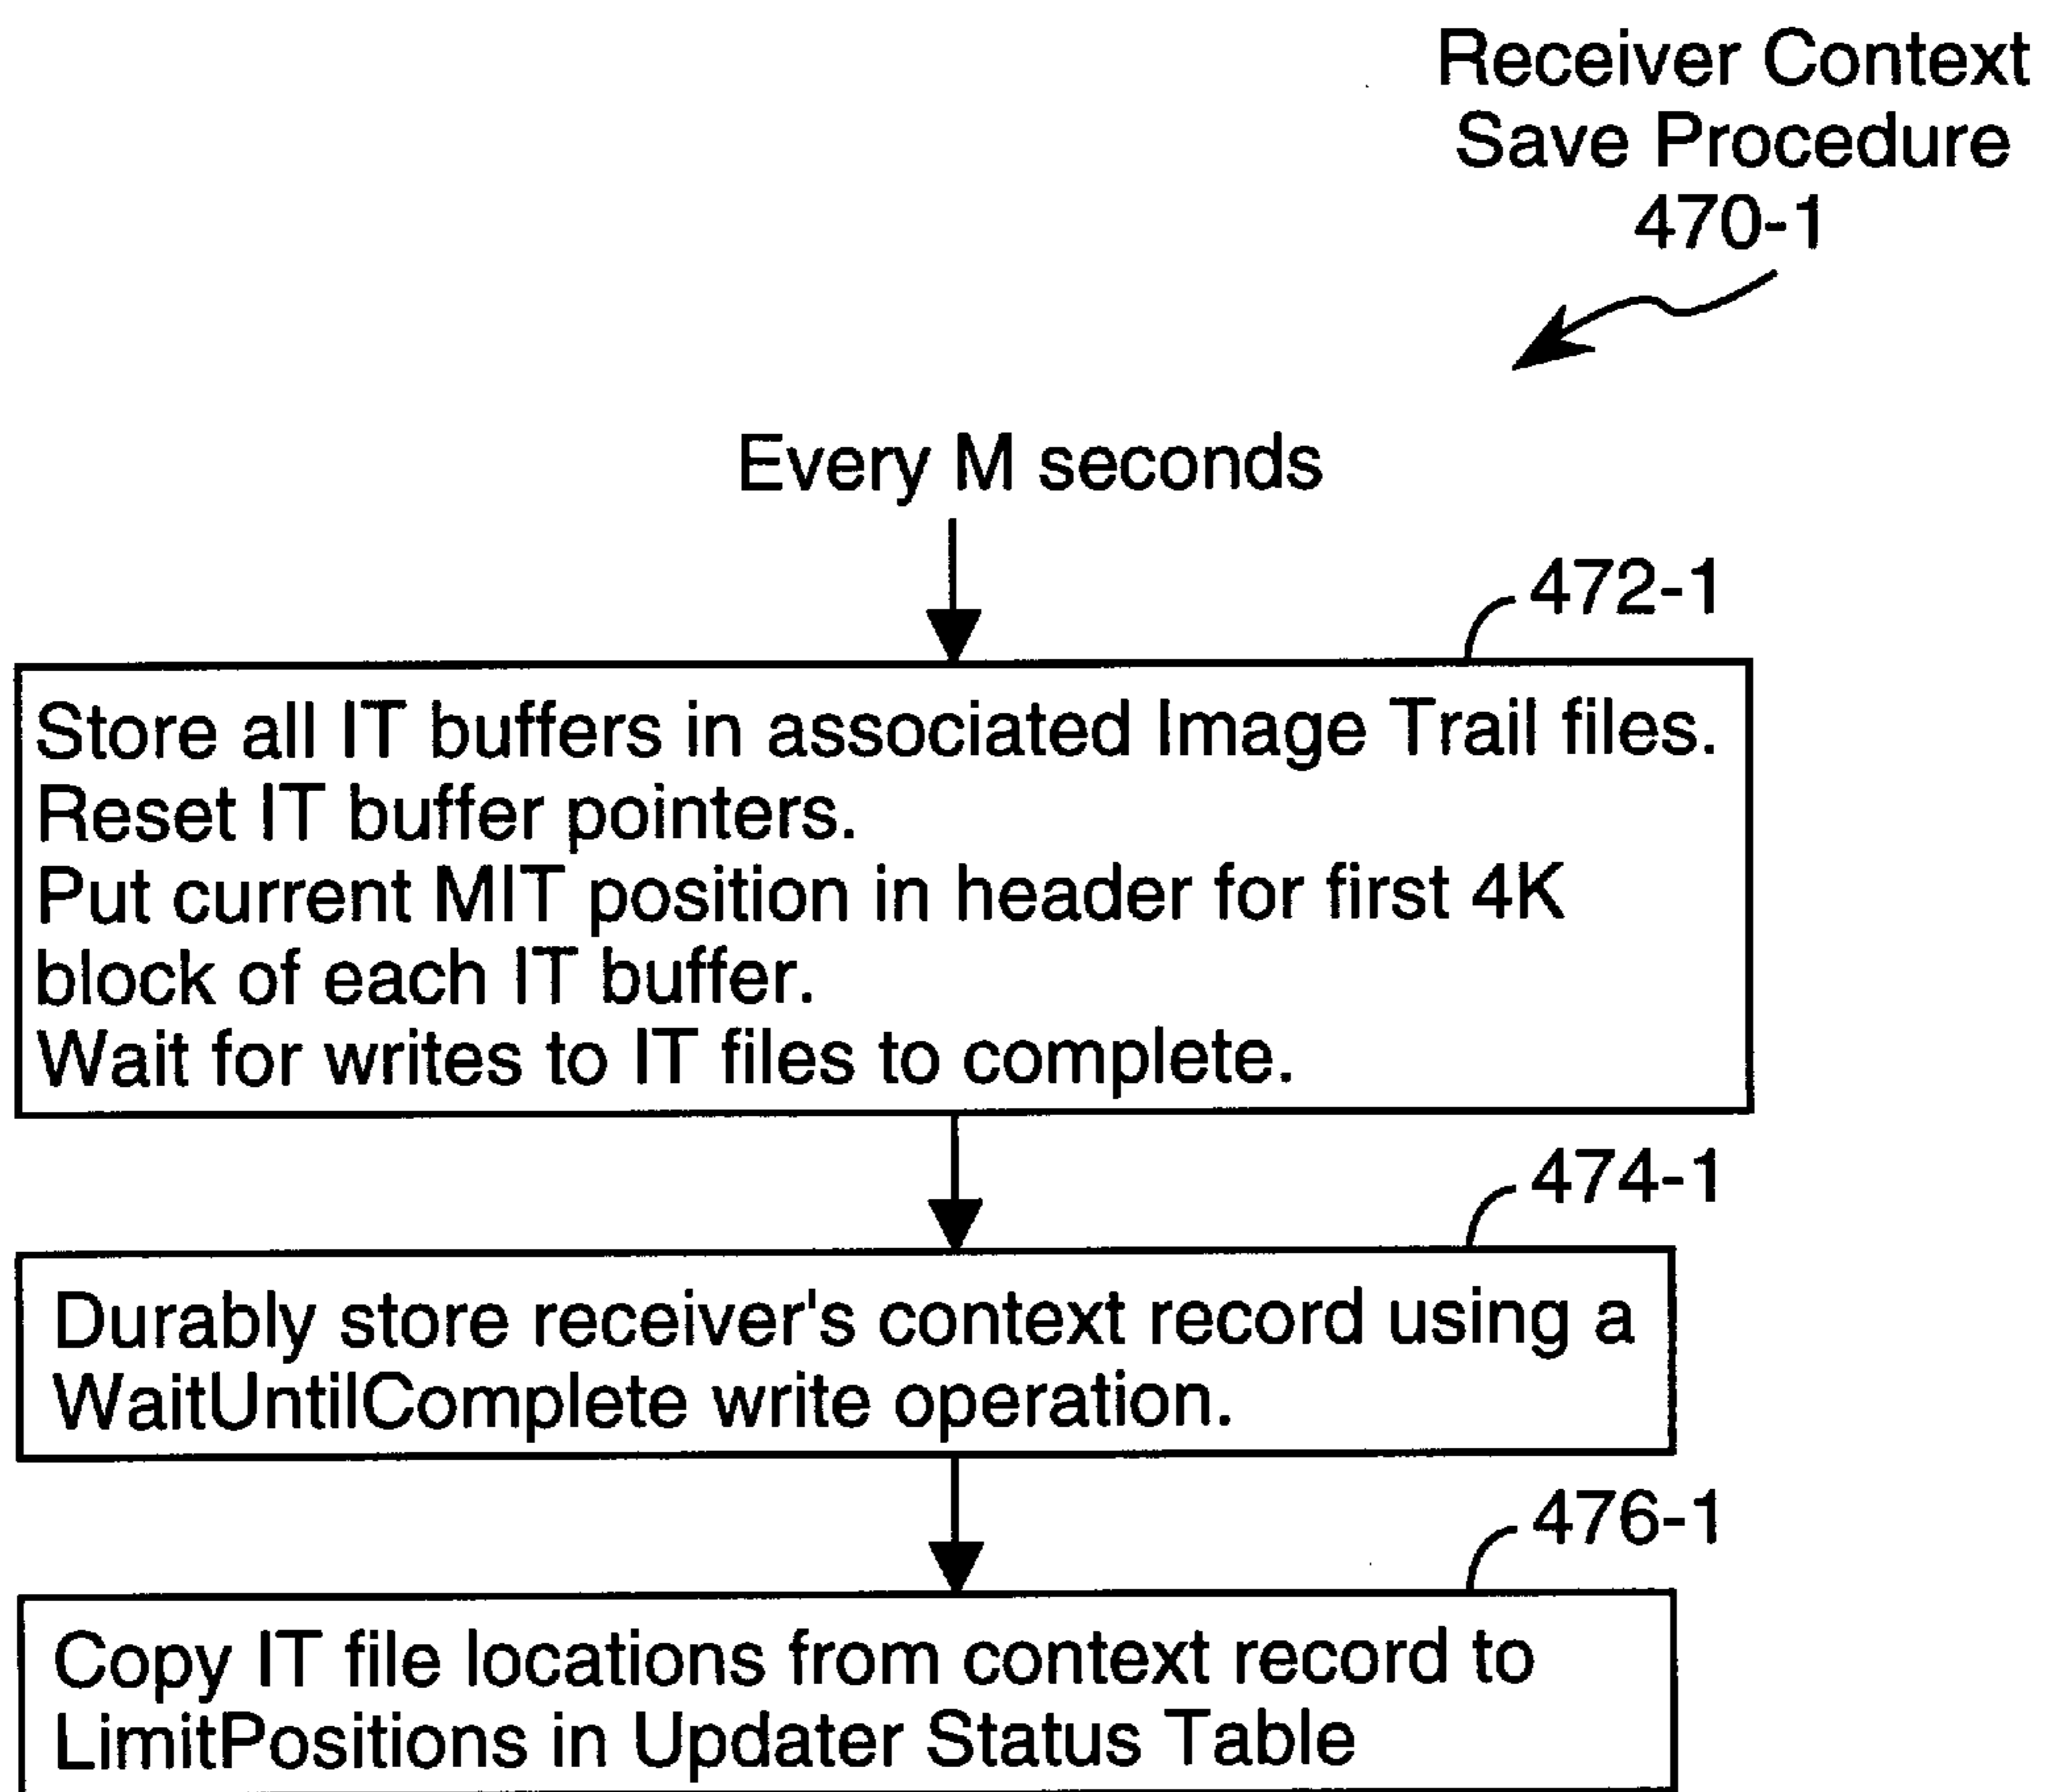 Receiver Context
Save Procedure
470-1
Every M seconds
472-1
Store all IT buffers in associated Image Trail files.
Reset IT buffer pointers.
Put current MIT position in header for first 4K
block of each IT buffer.
Wait for writes to IT files to complete.
474-1
Durably store receiver's context record using a
WaitUntilComplete write operation.
476-1
Copy IT file locations from context record to
LimitPositions in Updater Status Table